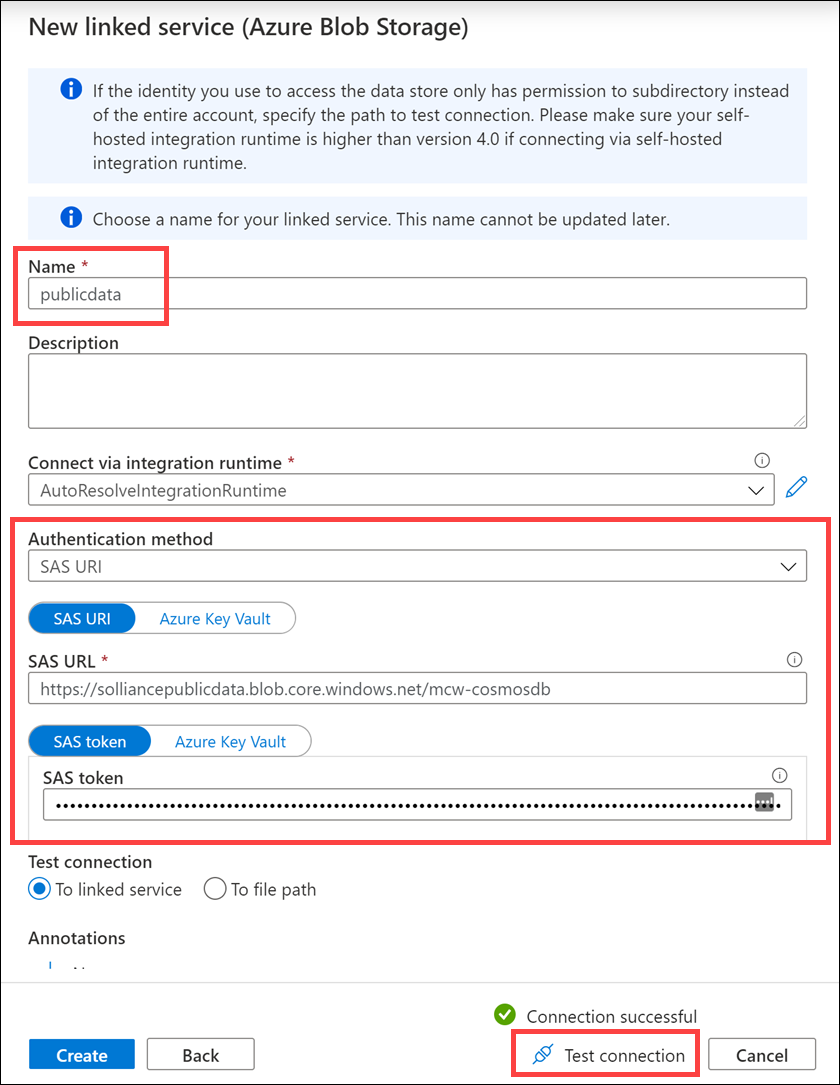 New linked service (Azure Blob Storage)
If the identity you use to access the data store only has permission to subdirectory instead
of the entire account, specify the path to test connection. Please make sure your self-
hosted integration runtime is higher than version 4.0 if connecting via self-hosted
integration runtime.
Choose a name for your linked service. This name cannot be updated later.
Name *
publicdata
Description
Connect via integration runtime *
AutoResolveIntegrationRuntime
Authentication method
SAS URI
SAS URI Azure Key Vault
SAS URL *
https://solliancepublicdata.blob.core.windows.net/mcw-cosmosdb
SAS token Azure Key Vault
SAS token
Test connection
To linked service To file path
Annotations
Connection successful
Create Back Test connection Cancel